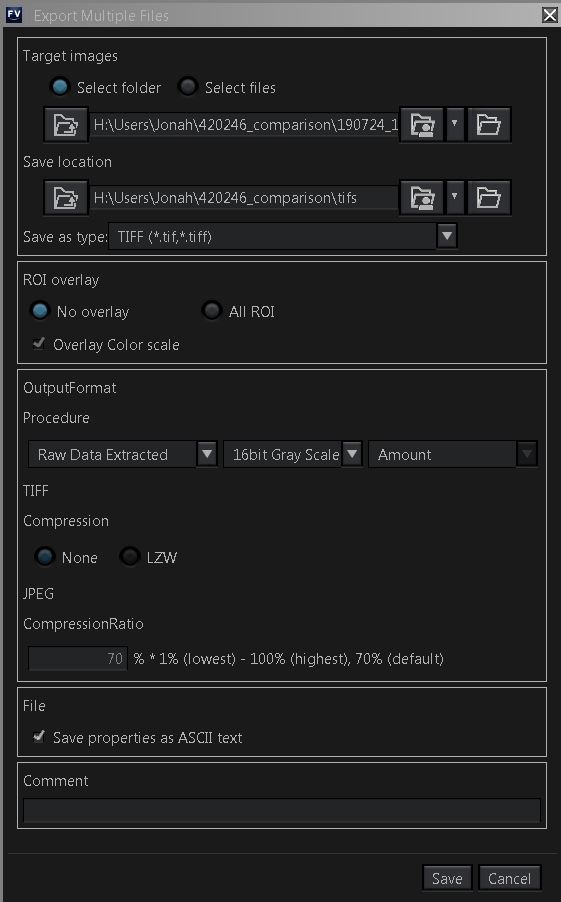 FV Export Multiple Files
Target images
Select folder Select files
H:\Users\Jonah\420246_comparison\190724_1
Save location
H:\Users\Jonah\420246_comparison\tifs
Save as type: TIFF (*.tif,*.tiff)
ROI overlay
No overlay All ROI
Overlay Color scale
OutputFormat
Procedure
Raw Data Extracted 16bit Gray Scale Amount
TIFF
Compression
None LZW
JPEG
CompressionRatio
70 % * 1% (lowest) - 100% (highest), 70% (default)
File
Save properties as ASCII text
Comment
Save Cancel